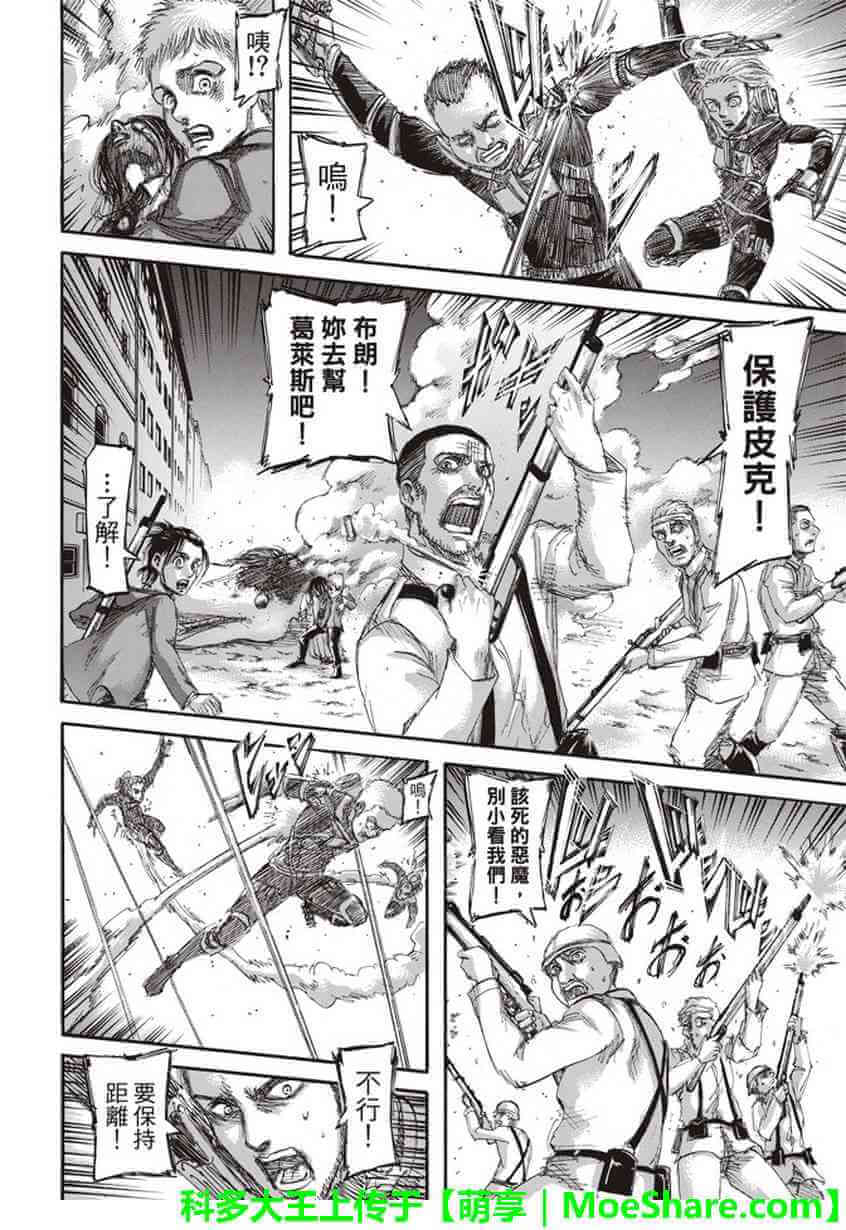 嗚！
咦!?
保護皮克！
布朗！
妳去幫
葛萊斯吧！
…了解！
該死的惡魔，
別小看我們！
おおお
嗚！
不行！
要保持
距離！
科多大王上传于【萌享｜MoeShare.com】